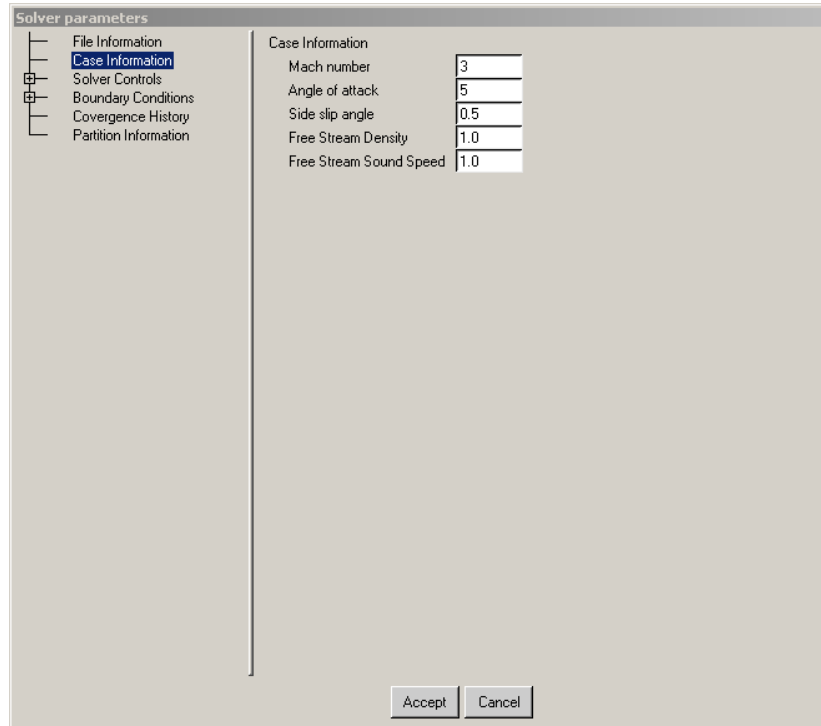 Solver parameters
File Information
Case Information
Solver Controls
Boundary Conditions
Covergence History
Partition Information
Case Information
Mach number 3
Angle of attack 5
Side slip angle 0.5
Free Stream Density 1.0
Free Stream Sound Speed 1.0
Accept Cancel